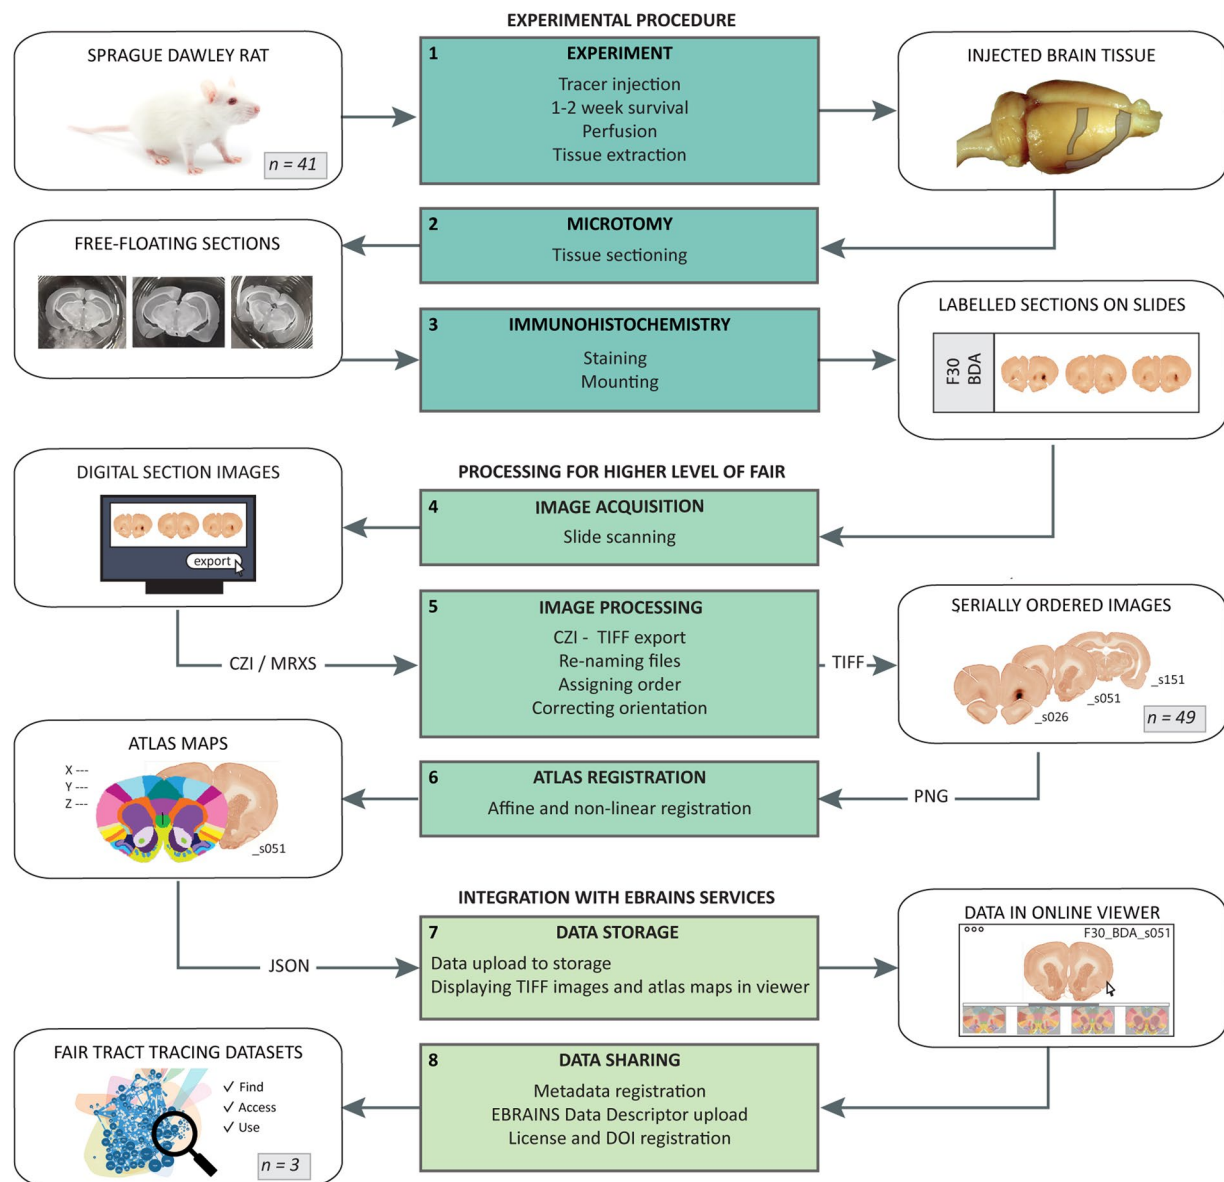 EXPERIMENTAL PROCEDURE
SPRAGUE DAWLEY RAT
n = 41
1 EXPERIMENT
Tracer injection
1-2 week survival
Perfusion
Tissue extraction
INJECTED BRAIN TISSUE
2 MICROTOMY
Tissue sectioning
FREE-FLOATING SECTIONS
3 IMMUNOHISTOCHEMISTRY
Staining
Mounting
LABELLED SECTIONS ON SLIDES
F30
BDA
PROCESSING FOR HIGHER LEVEL OF FAIR
4 IMAGE ACQUISITION
Slide scanning
DIGITAL SECTION IMAGES
export
CZI / MRXS
5 IMAGE PROCESSING
CZI - TIFF export
Re-naming files
Assigning order
Correcting orientation
TIFF
SERIALLY ORDERED IMAGES
_s151
_s051
_s026
n = 49
PNG
6 ATLAS REGISTRATION
Affine and non-linear registration
ATLAS MAPS
X ---
Y ---
Z ---
_s051
JSON
INTEGRATION WITH EBRAINS SERVICES
7 DATA STORAGE
Data upload to storage
Displaying TIFF images and atlas maps in viewer
DATA IN ONLINE VIEWER
F30_BDA_s051
8 DATA SHARING
Metadata registration
EBRAINS Data Descriptor upload
License and DOI registration
FAIR TRACT TRACING DATASETS
✓ Find
✓ Access
✓ Use
n = 3